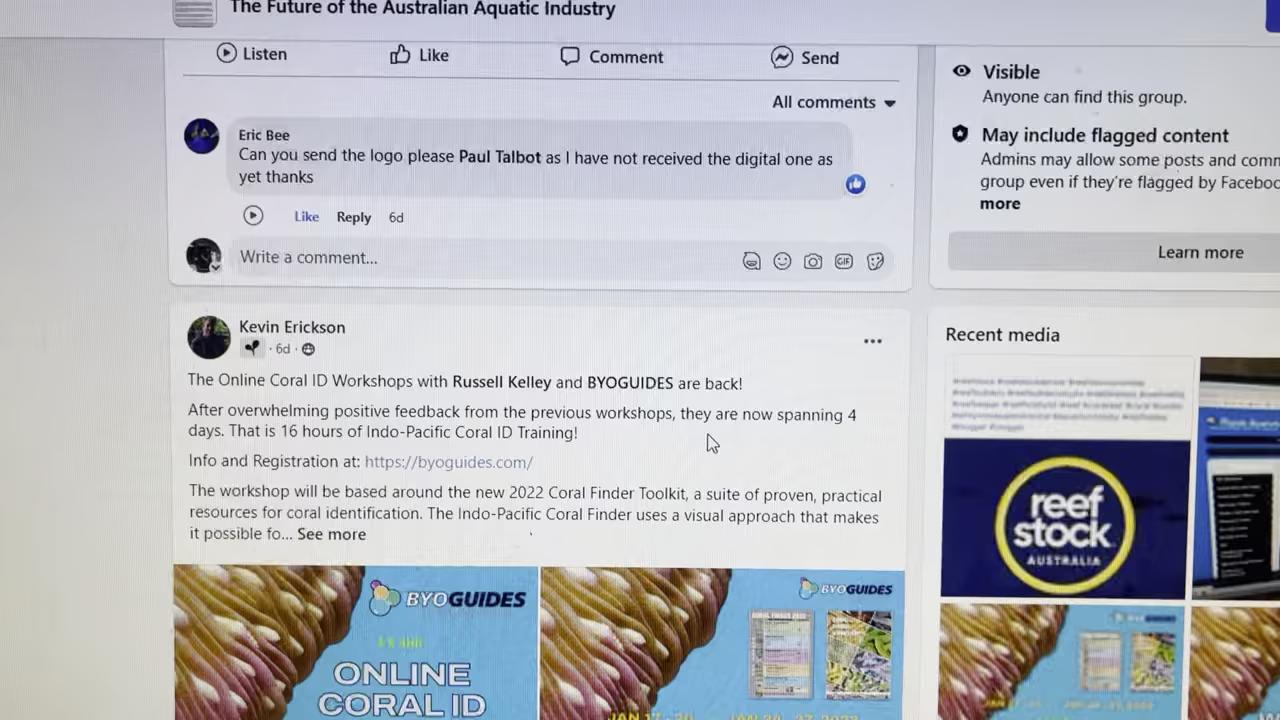 The Future of the Australian Aquatic Industry
Listen
Like
Comment
Send
All comments
Eric Bee
Can you send the logo please Paul Talbot as I have not received the digital one as
yet thanks
Like Reply 6d
Write a comment...
GIF
Kevin Erickson
· 6d ·
The Online Coral ID Workshops with Russell Kelley and BYOGUIDES are back!
After overwhelming positive feedback from the previous workshops, they are now spanning 4
days. That is 16 hours of Indo-Pacific Coral ID Training!
Info and Registration at: https://byoguides.com/
The workshop will be based around the new 2022 Coral Finder Toolkit, a suite of proven, practical
resources for coral identification. The Indo-Pacific Coral Finder uses a visual approach that makes
it possible fo... See more
BYOGUIDES
ONLINE
CORAL ID
BYOGUIDES
Visible
Anyone can find this group.
May include flagged content
Admins may allow some posts and comm
group even if they're flagged by Faceboo
more
Learn more
Recent media
reef
stock
AUSTRALIA